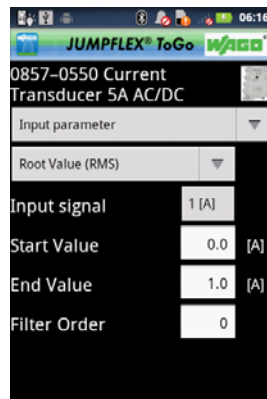 06:16
JUMPFLEX® ToGo WAGO
0857-0550 Current
Transducer 5A AC/DC
Input parameter
Root Value (RMS)
Input signal 1 [A]
Start Value 0.0 [A]
End Value 1.0 [A]
Filter Order 0